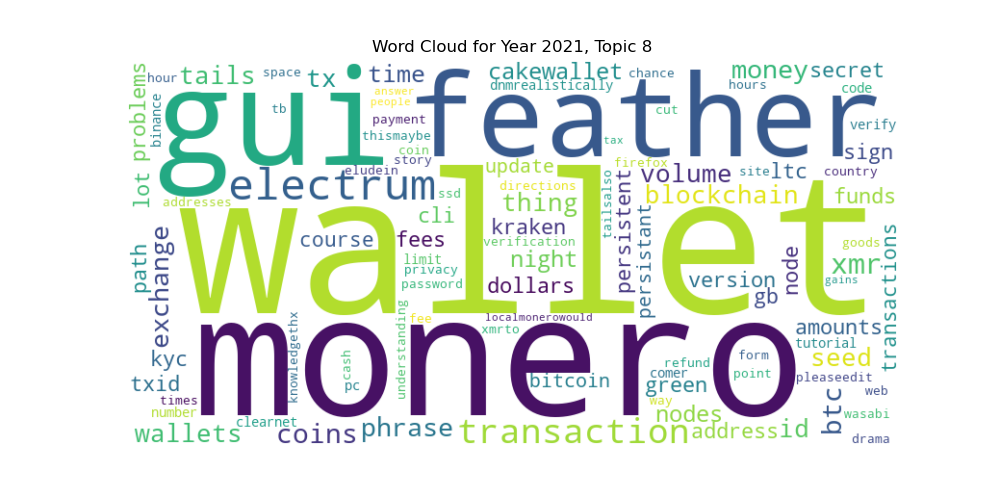 Word Cloud for Year 2021, Topic 8
lot problems
hour
binance
tails
space
tb
tx
time
answer
people
payment
thismaybe
coin
story
eludein
gui
feather
cakewallet
dnmrealistically
chance
hours
cut
tax
money
secret
code
verify
sign
addresses
electrum
ssd
update
directions
thing
firefox
tailsalso
volume
site
ltc
country
blockchain
funds
wallet
cli
course
fees
limit
privacy
password
kraken
verification
night
dollars
localmonerowould
persistent
persistant
version
gb
node
xmr
goods
gains
transactions
path
exchange
kyc
txid
times
number
wallets
clearnet
knowledgethx
coins
cash
pc
phrase
understanding
fee
xmrto
monero
bitcoin
transaction
way
green
comer
refund
nodes
address
id
form
point
amounts
tutorial
seed
pleaseedit
web
btc
wasabi
drama